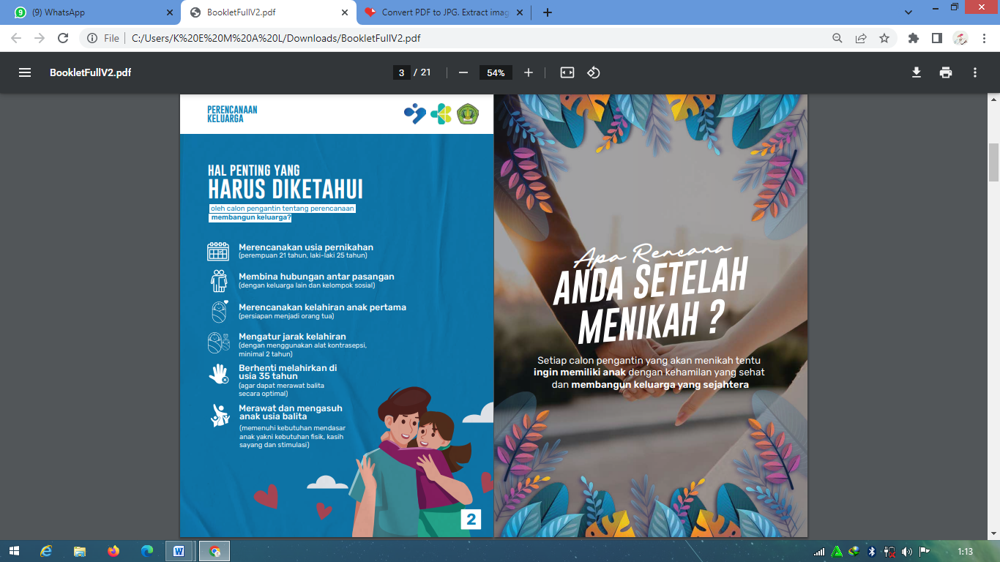 (9) WhatsApp
BookletFullV2.pdf
Convert PDF to JPG. Extract imag
File
C:/Users/K%20E%20M%20A%20L/Downloads/BookletFullV2.pdf
BookletFullV2.pdf
3 / 21
54%
PERENCANAAN
KELUARGA
HAL PENTING YANG
HARUS DIKETAHUI
oleh calon pengantin tentang perencanaan
membangun keluarga?
Merencanakan usia pernikahan
(perempuan 21 tahun, laki-laki 25 tahun)
Membina hubungan antar pasangan
(dengan keluarga lain dan kelompok sosial)
Merencanakan kelahiran anak pertama
(persiapan menjadi orang tua)
Mengatur jarak kelahiran
(dengan menggunakan alat kontrasepsi,
minimal 2 tahun)
Berhenti melahirkan di
usia 35 tahun
(agar dapat merawat balita
secara optimal)
Merawat dan mengasuh
anak usia balita
(memenuhi kebutuhan mendasar
anak yakni kebutuhan fisik, kasih
sayang dan stimulasi)
2
Apa Rencana
ANDA SETELAH
MENIKAH ?
Setiap calon pengantin yang akan menikah tentu
ingin memiliki anak dengan kehamilan yang sehat
dan membangun keluarga yang sejahtera
1:13